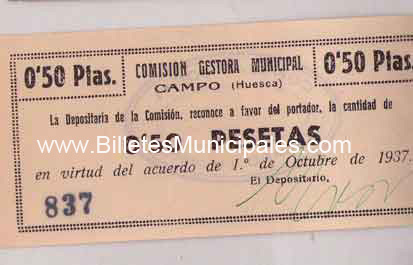 0'50 Ptas.
COMISION GESTORA MUNICIPAL
CAMPO (Huesca)
0'50 Ptas.
La Depositaria de la Comisión, reconoce a favor del portador, la cantidad de
0'50 PESETAS
www.BilletesMunicipales.com
en virtud del acuerdo de 1.º de Octubre de 1937.
El Depositario,
837